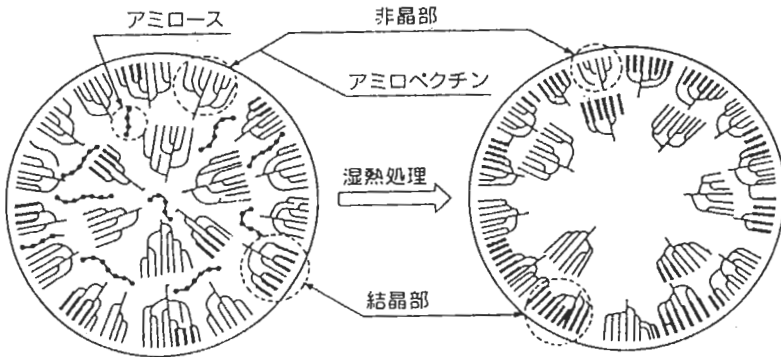 アミロース
非晶部
アミロペクチン
湿熱処理
結晶部